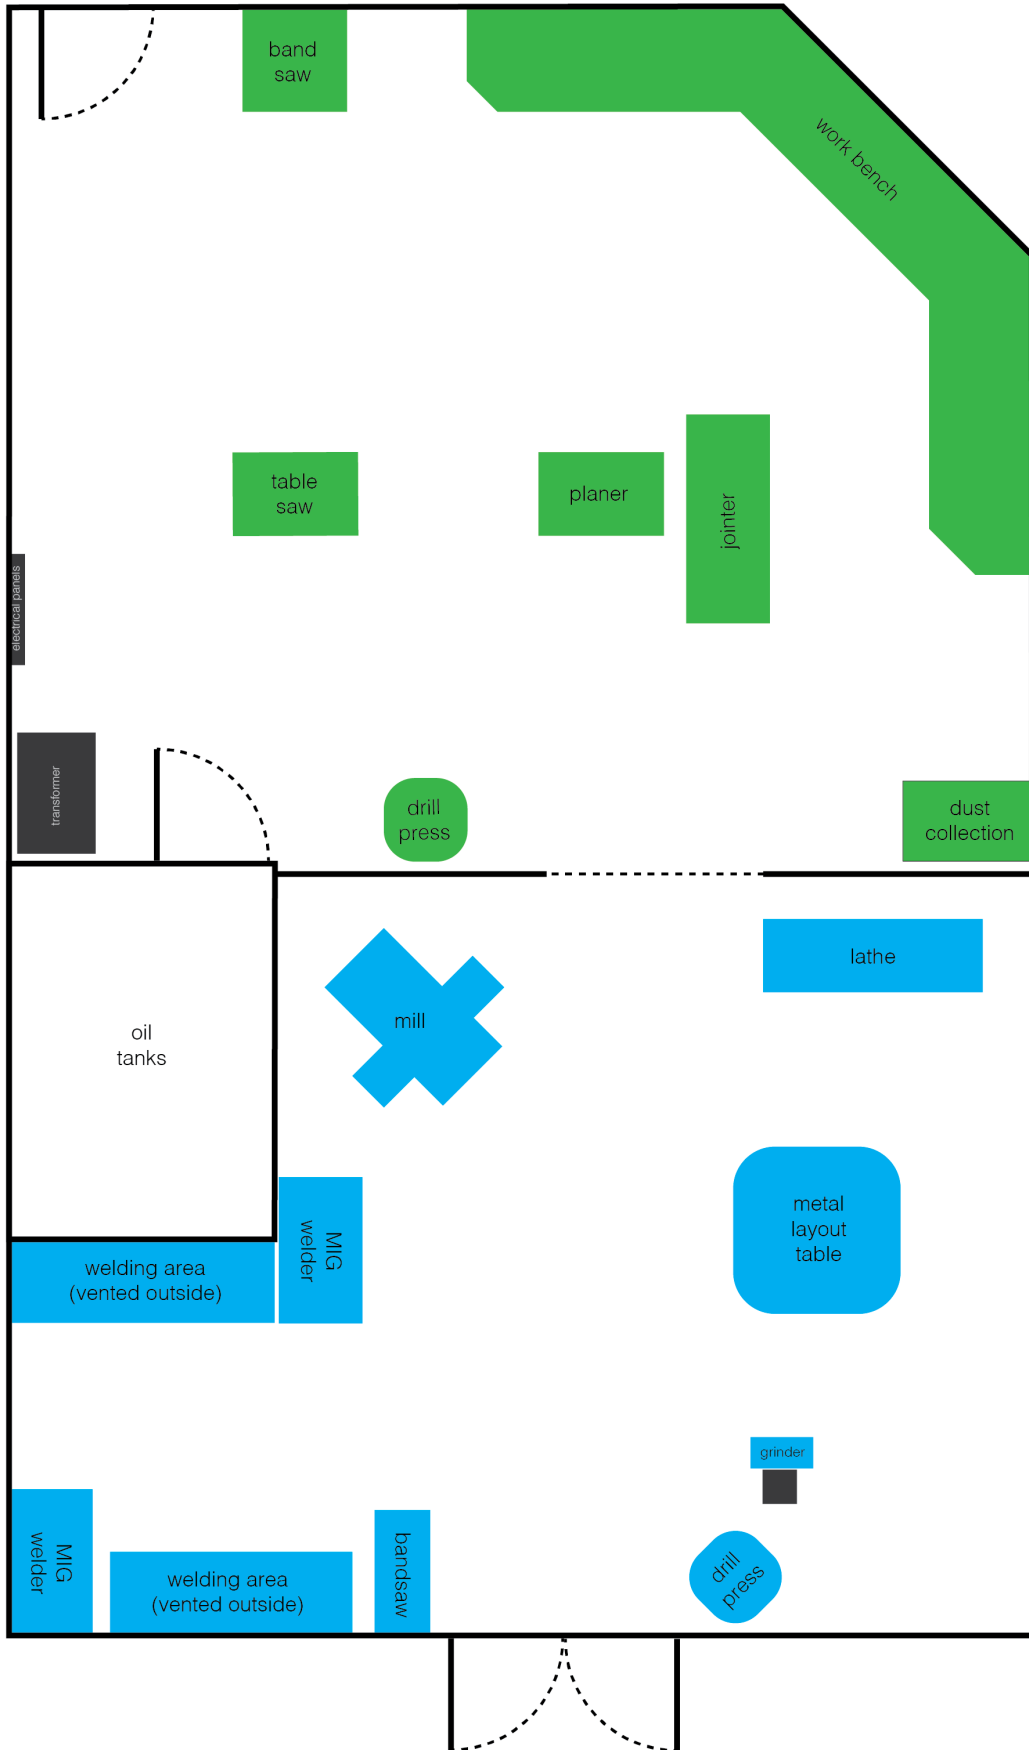 band
saw
work bench
table
saw
planer
jointer
electrical panels
transformer
drill
press
dust
collection
lathe
mill
oil
tanks
metal
layout
table
MIG
welder
welding area
(vented outside)
grinder
MIG
welder
welding area
(vented outside)
bandsaw
drill
press